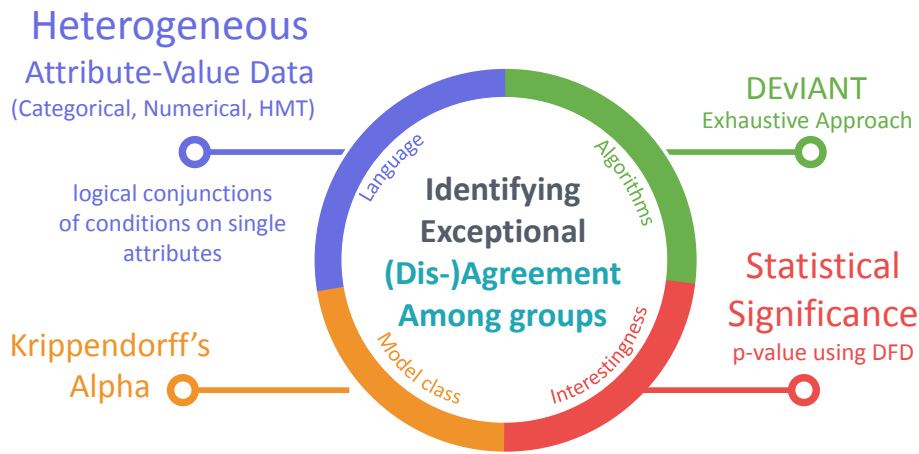 Heterogeneous
Attribute-Value Data
(Categorical, Numerical, HMT)
logical conjunctions
of conditions on single
attributes
Language
Algorithms
DEvIANT
Exhaustive Approach
Identifying
Exceptional
(Dis-)Agreement
Among groups
Krippendorff's
Alpha
Model class
Interestingness
Statistical
Significance
p-value using DFD